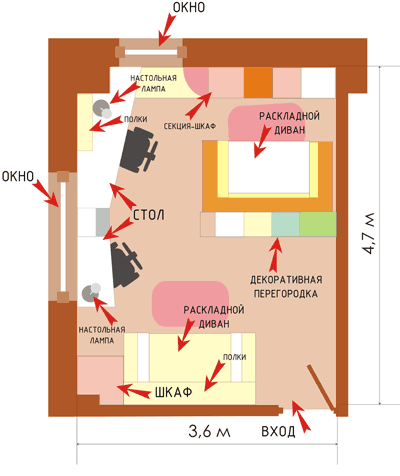 ОКНО
НАСТОЛЬНАЯ
ЛАМПА
ПОЛКИ
СЕКЦИЯ-ШКАФ
РАСКЛАДНОЙ
ДИВАН
ОКНО
СТОЛ
4,7 м
ДЕКОРАТИВНАЯ
ПЕРЕГОРОДКА
РАСКЛАДНОЙ
ДИВАН
НАСТОЛЬНАЯ
ЛАМПА
ПОЛКИ
ШКАФ
3,6 м
ВХОД